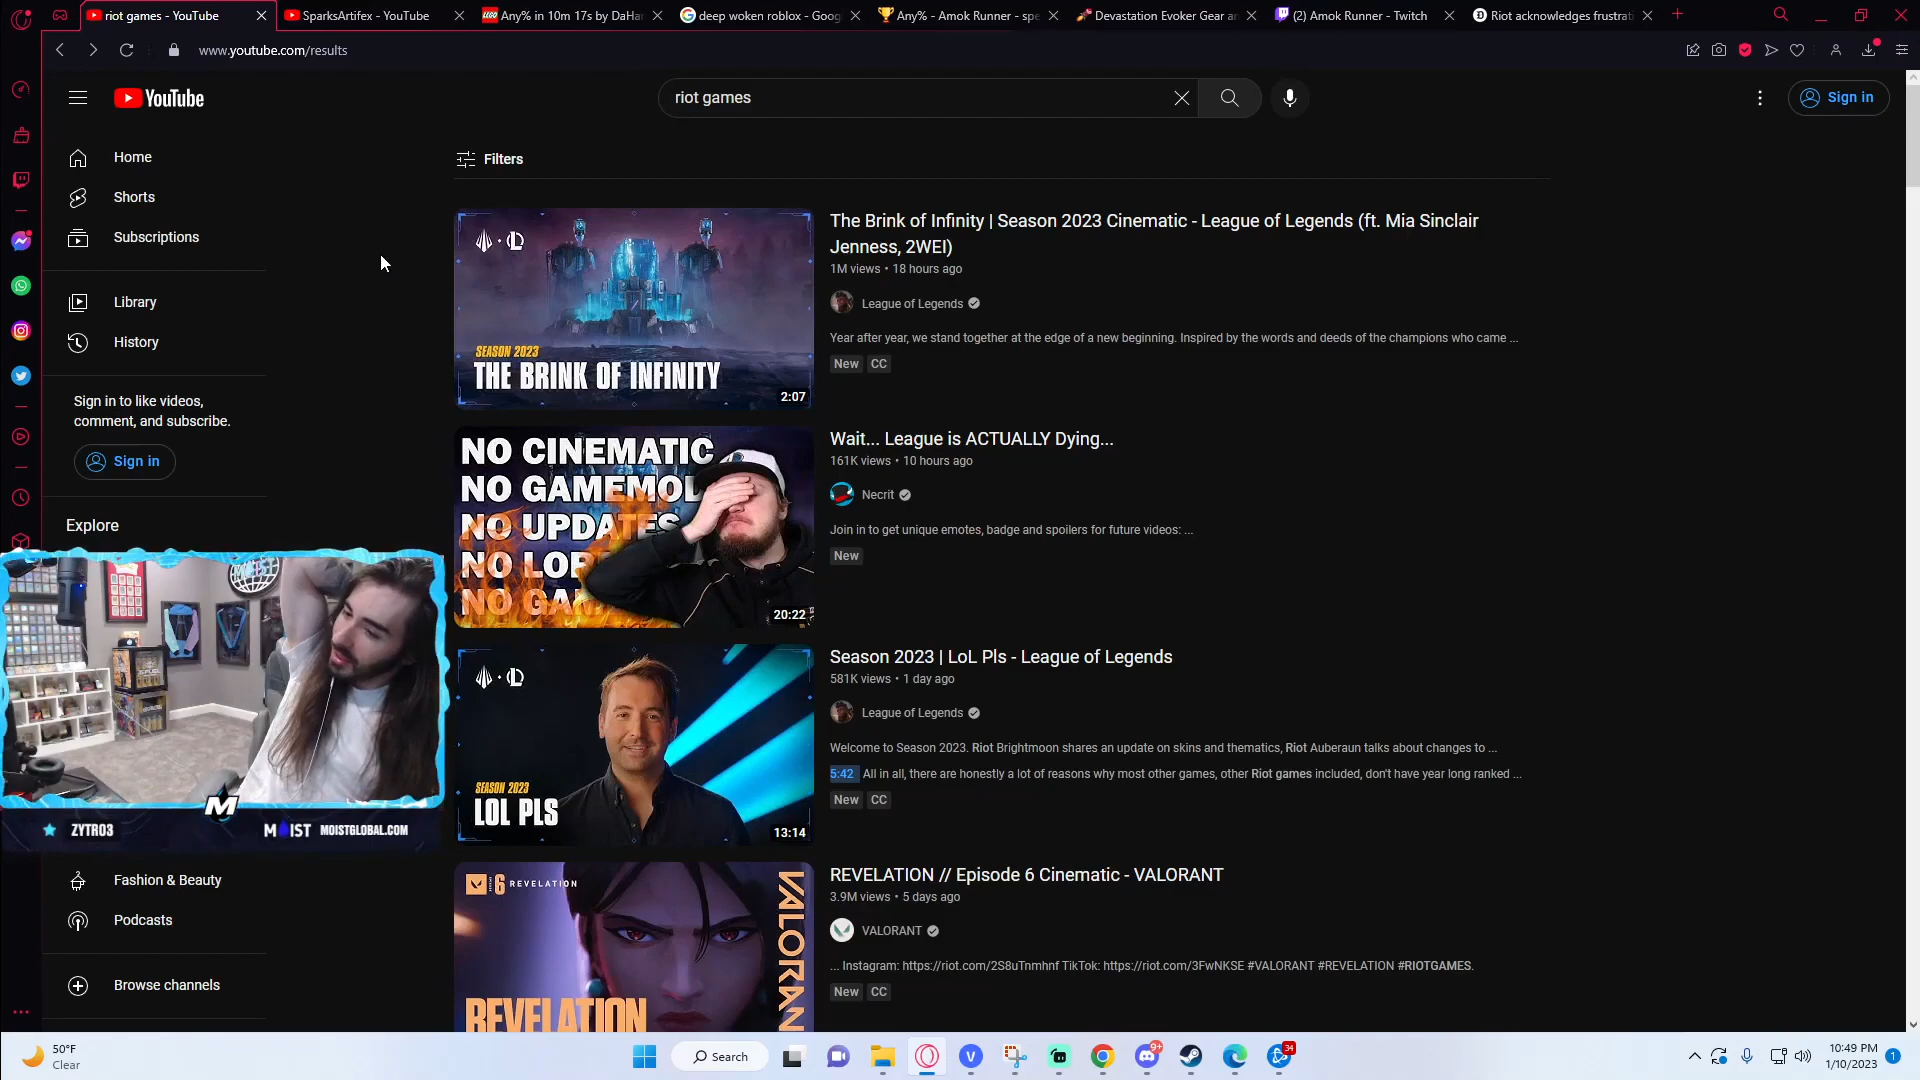 riot games - YouTube
SparksArtifex - YouTube
LEGO
Any% in 10m 17s by DaHa
deep woken roblox - Goog
Any% - Amok Runner - spe
Devastation Evoker Gear a
(2) Amok Runner - Twitch
Riot acknowledges frustrat
www.youtube.com/results
YouTube
riot games
Sign in
Home
Shorts
Subscriptions
Library
History
Sign in to like videos,
comment, and subscribe.
Sign in
Explore
Fashion & Beauty
Podcasts
Browse channels
Filters
SEASON 2023
THE BRINK OF INFINITY
2:07
The Brink of Infinity | Season 2023 Cinematic - League of Legends (ft. Mia Sinclair
Jenness, 2WEI)
1M views • 18 hours ago
League of Legends
Year after year, we stand together at the edge of a new beginning. Inspired by the words and deeds of the champions who came ...
New CC
NO CINEMATIC
NO GAMEMOD
NO UPDATES
NO LOR
NO GA
20:22
Wait... League is ACTUALLY Dying...
161K views • 10 hours ago
Necrit
Join in to get unique emotes, badge and spoilers for future videos: ...
New
SEASON 2023
LOL PLS
13:14
Season 2023 | LoL Pls - League of Legends
581K views • 1 day ago
League of Legends
Welcome to Season 2023. Riot Brightmoon shares an update on skins and thematics, Riot Auberaun talks about changes to ...
5:42 All in all, there are honestly a lot of reasons why most other games, other Riot games included, don't have year long ranked ...
New CC
6 REVELATION
VALORAN
REVELATION
REVELATION // Episode 6 Cinematic - VALORANT
3.9M views • 5 days ago
VALORANT
... Instagram: https://riot.com/2S8uTnmhnf TikTok: https://riot.com/3FwNKSE #VALORANT #REVELATION #RIOTGAMES.
New CC
MOIST
M
ZYTRO3
MOIST MOISTGLOBAL.COM
50°F
Clear
Search
V
9+
34
10:49 PM
1/10/2023
1